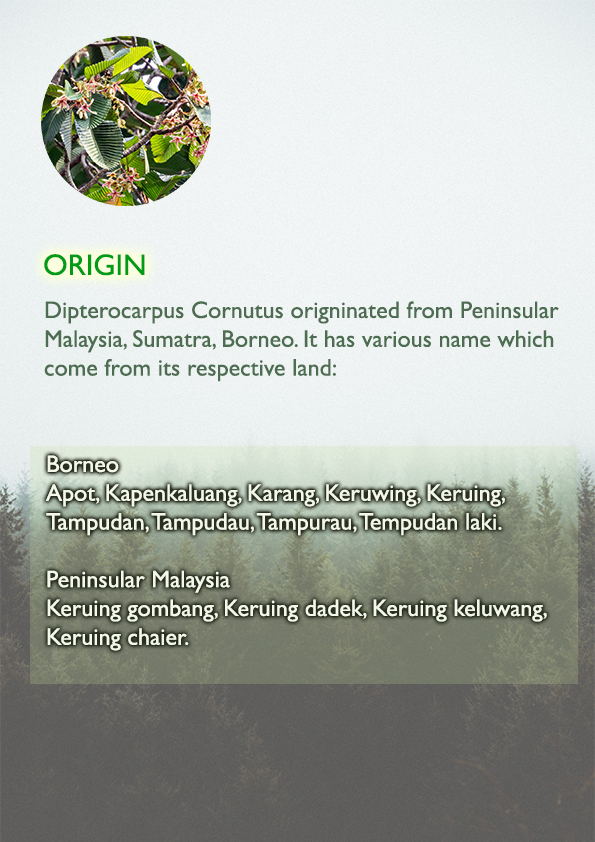 ORIGIN
Dipterocarpus Cornutus origninated from Peninsular
Malaysia, Sumatra, Borneo. It has various name which
come from its respective land:
Borneo
Apot, Kapenkaluang, Karang, Keruwing, Keruing,
Tampudan, Tampudau, Tampurau, Tempudan laki.
Peninsular Malaysia
Keruing gombang, Keruing dadek, Keruing keluwang,
Keruing chaier.